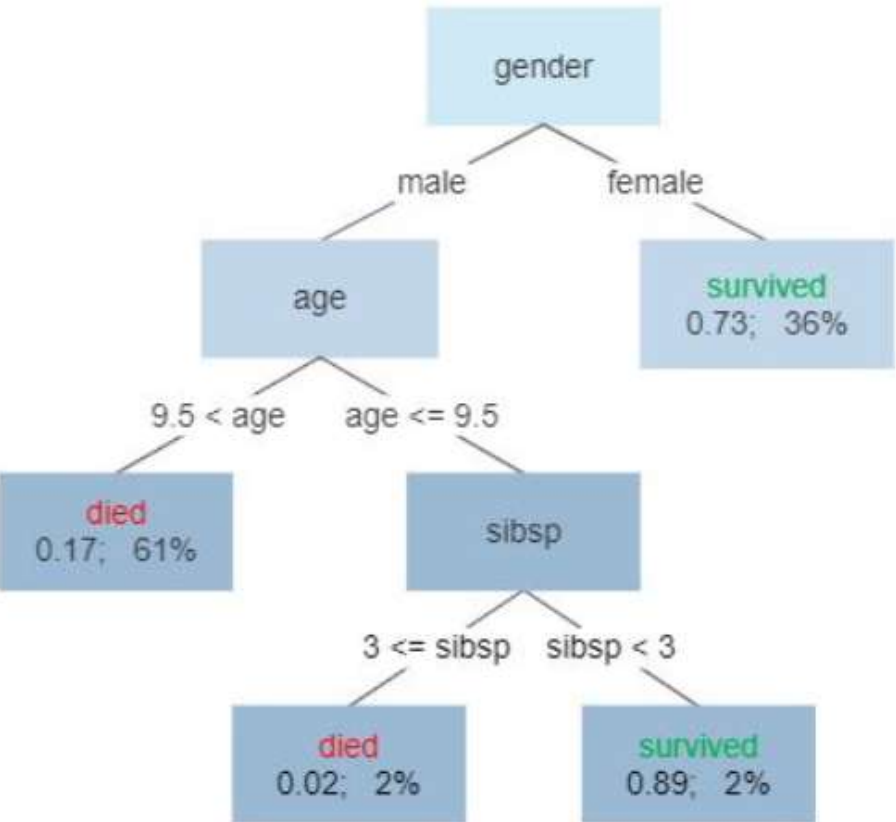 gender
male
female
age
survived
0.73; 36%
9.5 < age
age <= 9.5
died
0.17; 61%
sibsp
3 <= sibsp
sibsp < 3
died
0.02; 2%
survived
0.89; 2%